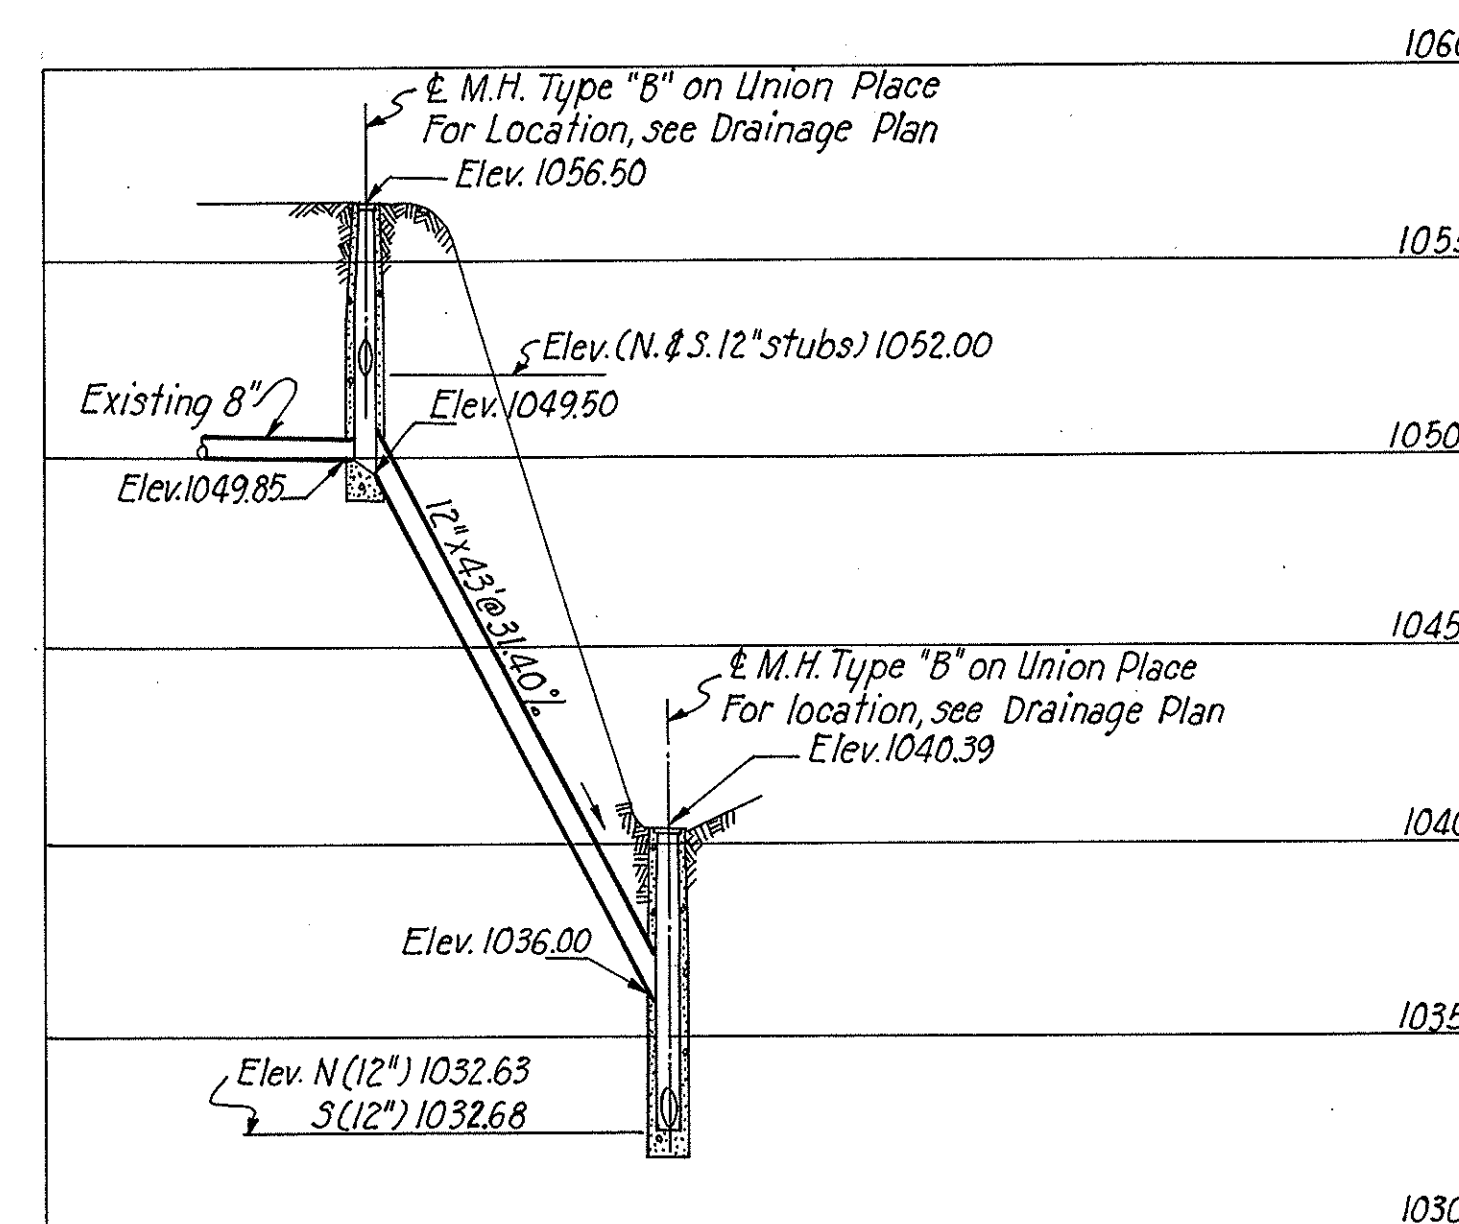 1060
℄ M.H. Type "B" on Union Place
For Location, see Drainage Plan
Elev. 1056.50
1055
Elev. (N. & S. 12" stubs) 1052.00
Existing 8"
Elev. 1049.50
1050
Elev. 1049.85
12" x 43' @ 31.40%
1045
℄ M.H. Type "B" on Union Place
For location, see Drainage Plan
Elev. 1040.39
1040
Elev. 1036.00
1035
Elev. N (12") 1032.63
S (12") 1032.68
1030